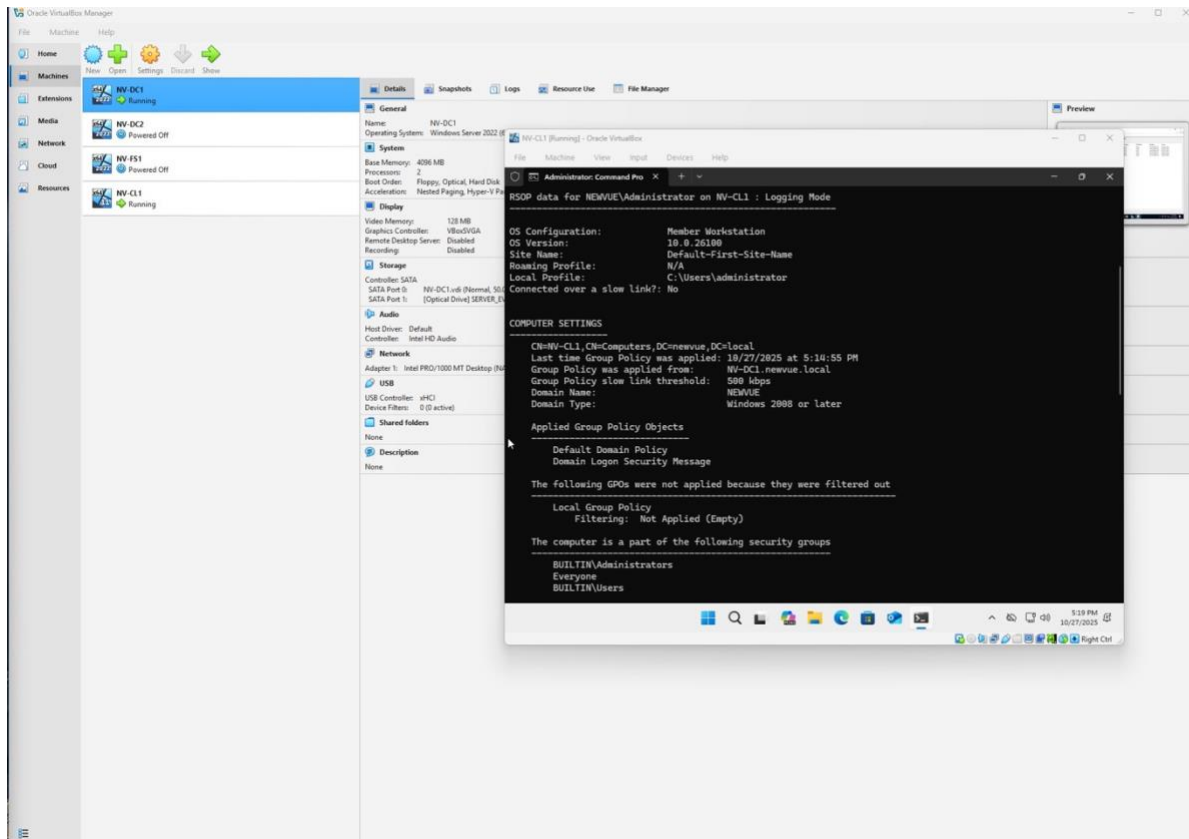 Oracle VirtualBox Manager
File Machine Help
Home
Machines
Extensions
Media
Network
Cloud
Resources
New Open Settings Discard Show
NV-DC1
Running
NV-DC2
Powered Off
NV-FS1
Powered Off
NV-CL1
Running
Details Snapshots Logs Resource Use File Manager
General
Name: NV-DC1
Operating System: Windows Server 2022
System
Base Memory: 4096 MB
Processors: 2
Boot Order: Floppy, Optical, Hard Disk
Acceleration: Nested Paging, Hyper-V Pa
Display
Video Memory: 128 MB
Graphics Controller: VBoxSVGA
Remote Desktop Server: Disabled
Recording: Disabled
Storage
Controller: SATA
SATA Port 0: NV-DC1.vdi (Normal, 50.0
SATA Port 1: [Optical Drive] SERVER_EV
Audio
Host Driver: Default
Controller: Intel HD Audio
Network
Adapter 1: Intel PRO/1000 MT Desktop
USB
USB Controller: xHCI
Device Filters: 0 (0 active)
Shared folders
None
Description
None
Preview
NV-CL1 [Running] - Oracle VirtualBox
File Machine View Input Devices Help
Administrator: Command Pro
RSOP data for NEWVUE\Administrator on NV-CL1 : Logging Mode
OS Configuration: Member Workstation
OS Version: 10.0.26100
Site Name: Default-First-Site-Name
Roaming Profile: N/A
Local Profile: C:\Users\administrator
Connected over a slow link?: No
COMPUTER SETTINGS
CN=NV-CL1,CN=Computers,DC=newvue,DC=local
Last time Group Policy was applied: 10/27/2025 at 5:14:55 PM
Group Policy was applied from: NV-DC1.newvue.local
Group Policy slow link threshold: 500 kbps
Domain Name: NEWVUE
Domain Type: Windows 2008 or later
Applied Group Policy Objects
Default Domain Policy
Domain Logon Security Message
The following GPOs were not applied because they were filtered out
Local Group Policy
Filtering: Not Applied (Empty)
The computer is a part of the following security groups
BUILTIN\Administrators
Everyone
BUILTIN\Users
5:19 PM
10/27/2025
Right Ctrl